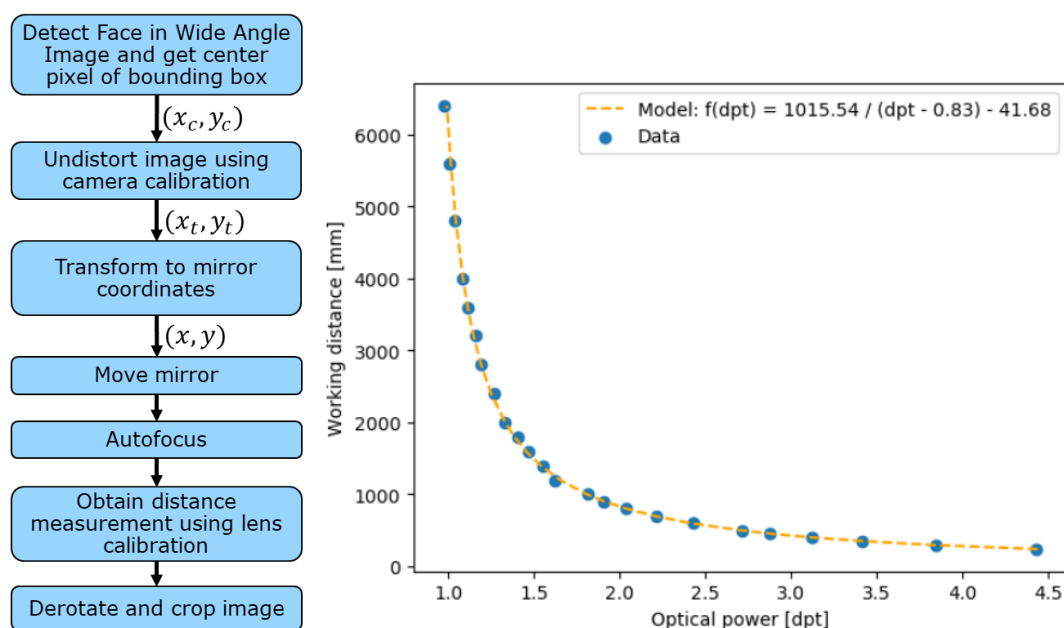 Detect Face in Wide Angle
Image and get center
pixel of bounding box
(x_c, y_c)
Undistort image using
camera calibration
(x_t, y_t)
Transform to mirror
coordinates
(x, y)
Move mirror
Autofocus
Obtain distance
measurement using lens
calibration
Derotate and crop image
Model: f(dpt) = 1015.54 / (dpt - 0.83) - 41.68
Data
Working distance [mm]
6000
5000
4000
3000
2000
1000
0
1.0 1.5 2.0 2.5 3.0 3.5 4.0 4.5
Optical power [dpt]